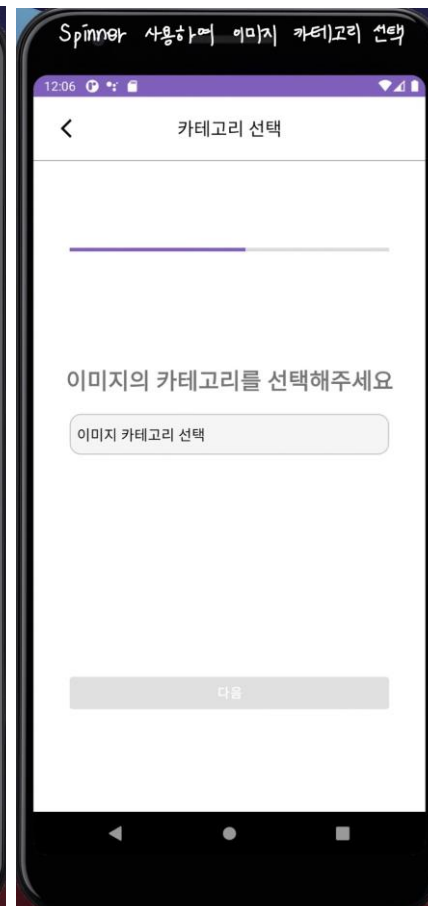 Spinner 사용하여 이미지 카테고리 선택
12:06
카테고리 선택
이미지의 카테고리를 선택해주세요
이미지 카테고리 선택
다음